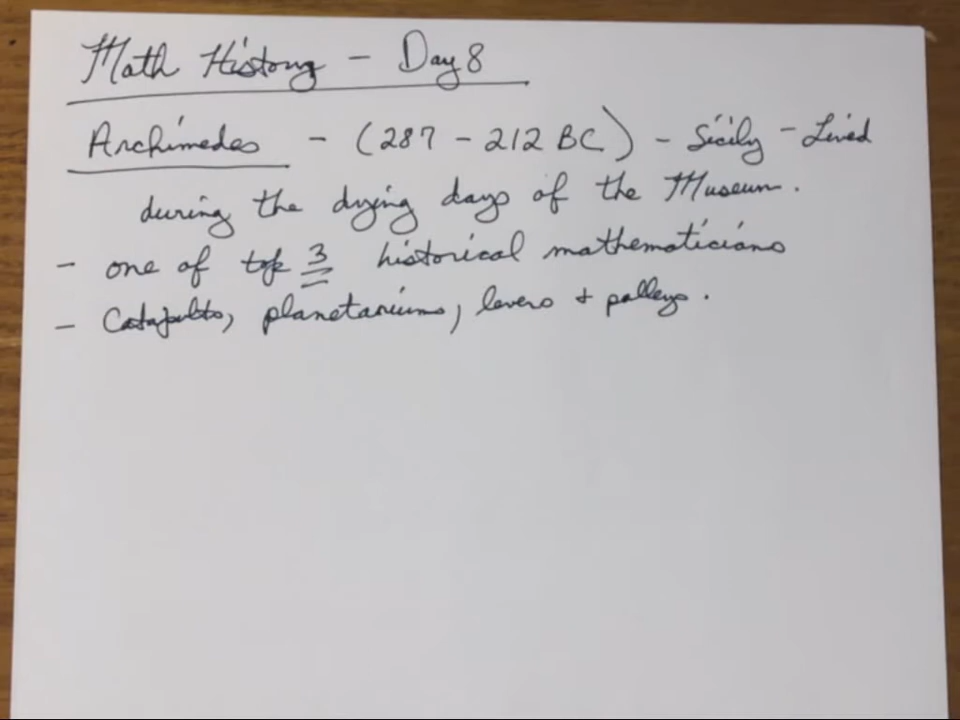 Math History - Day 8
Archimedes - (287 - 212 BC) - Sicily - Lived
during the dying days of the Museum.
- one of top 3 historical mathematicians
- Catapults, planetariums, levers + pulleys.